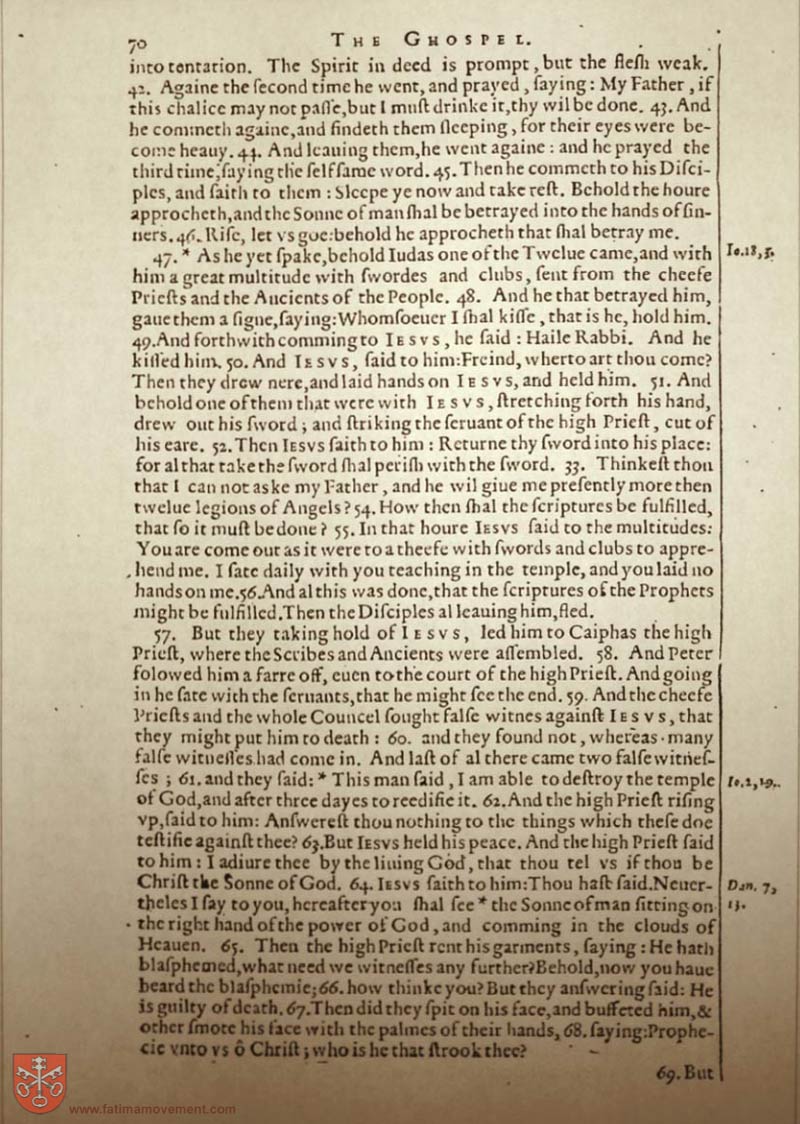 70 THE GHOSPEL.
into tentation. The Spirit in deed is prompt, but the flesh weak.
42. Againe the ſecond time he went, and prayed, ſaying: My Father, if
this chalice may not paſſe, but I muſt drinke it, thy wil be done. 43. And
he commeth againe, and findeth them ſleeping, for their eyes were be-
come heauy. 44. And leauing them, he went againe: and he prayed the
third time, ſaying the ſelfſame word. 45. Then he commeth to his Diſci-
ples, and ſaith to them: Sleepe ye now and take reſt. Behold the houre
approcheth, and the Sonne of man ſhal be betrayed into the hands of ſin-
ners. 46. Riſe, let vs goe: behold he approcheth that ſhal betray me.
47. * As he yet ſpake, behold Iudas one of the Twelue came, and with
Io. 18, 5.
him a great multitude with ſwordes and clubs, ſent from the cheefe
Prieſts and the Ancients of the People. 48. And he that betrayed him,
gaue them a ſigne, ſaying: Whomſoeuer I ſhal kiſſe, that is he, hold him.
49. And forthwith comming to IESVS, he ſaid: Haile Rabbi. And he
kiſſed him. 50. And IESVS, ſaid to him: Freind, wherto art thou come?
Then they drew nere, and laid hands on IESVS, and held him. 51. And
behold one of them that were with IESVS, ſtretching forth his hand,
drew out his ſword; and ſtriking the ſeruant of the high Prieſt, cut of
his eare. 52. Then IESVS ſaith to him: Returne thy ſword into his place:
for al that take the ſword ſhal periſh with the ſword. 33. Thinkeſt thou
that I can not aske my Father, and he wil giue me preſently more then
twelue legions of Angels? 54. How then ſhal the ſcriptures be fulfilled,
that ſo it muſt be done? 55. In that houre IESVS ſaid to the multitudes:
You are come out as it were to a theefe with ſwords and clubs to appre-
hend me. I ſate daily with you teaching in the temple, and you laid no
hands on me. 56. And al this was done, that the ſcriptures of the Prophets
might be fulfilled. Then the Diſciples al leauing him, fled.
57. But they taking hold of IESVS, led him to Caiphas the high
Prieſt, where the Scribes and Ancients were aſſembled. 58. And Peter
folowed him a farre off, euen to the court of the high Prieſt. And going
in he ſate with the ſeruants, that he might ſee the end. 59. And the cheefe
Prieſts and the whole Councel ſought falſe witnes againſt IESVS, that
they might put him to death: 60. and they found not, whereas many
falſe witneſſes had come in. And laſt of al there came two falſe witneſ-
ſes; 61. and they ſaid: * This man ſaid, I am able to deſtroy the temple
Io. 2, 19.
of God, and after three dayes to reedifie it. 62. And the high Prieſt riſing
vp, ſaid to him: Anſwereſt thou nothing to the things which theſe doe
teſtifie againſt thee? 63. But IESVS held his peace. And the high Prieſt ſaid
to him: I adiure thee by the liuing God, that thou tel vs if thou be
Chriſt the Sonne of God. 64. IESVS ſaith to him: Thou haſt ſaid. Neuer-
Dan. 7,
theles I ſay to you, hereafter you ſhal ſee * the Sonne of man ſitting on
13.
the right hand of the power of God, and comming in the clouds of
Heauen. 65. Then the high Prieſt rent his garments, ſaying: He hath
blaſphemed, what need we witneſſes any further? Behold, now you haue
heard the blaſphemie; 66. how thinke you? But they anſwering ſaid: He
is guilty of death. 67. Then did they ſpit on his face, and buffeted him, &
other ſmote his face with the palmes of their hands, 68. ſaying: Prophe-
cie vnto vs ô Chriſt; who is he that ſtrook thee?
69. But
www.fatimamovement.com